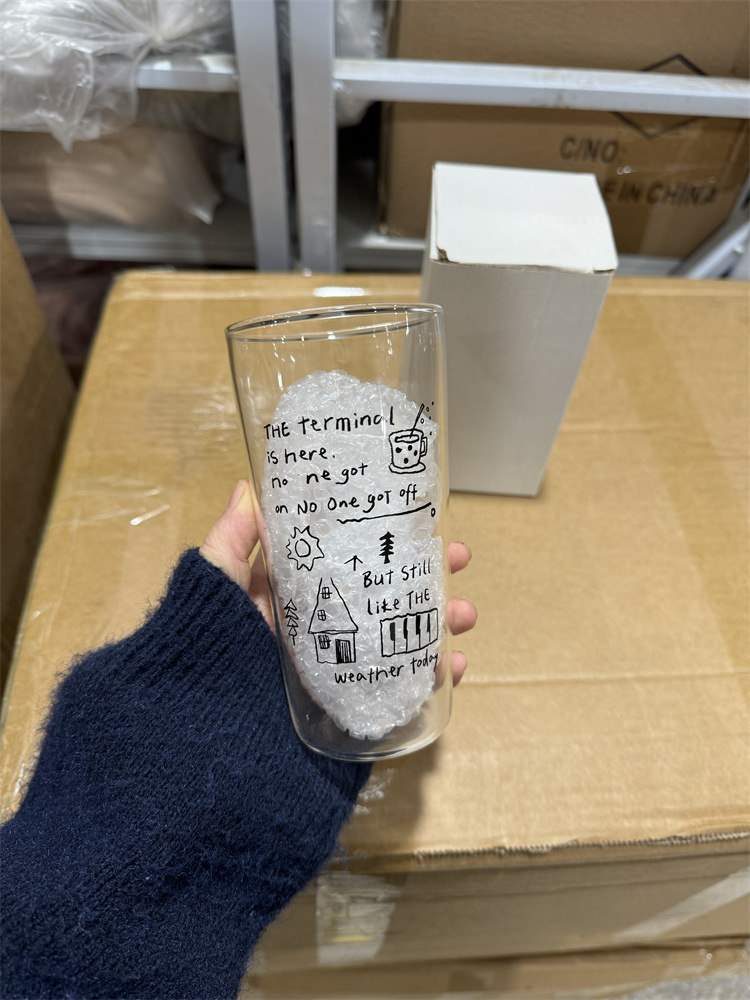 C/NO:
E IN CHINA
THE terminal
is here.
no ne got
on No One got off
But still
like THE
weather today